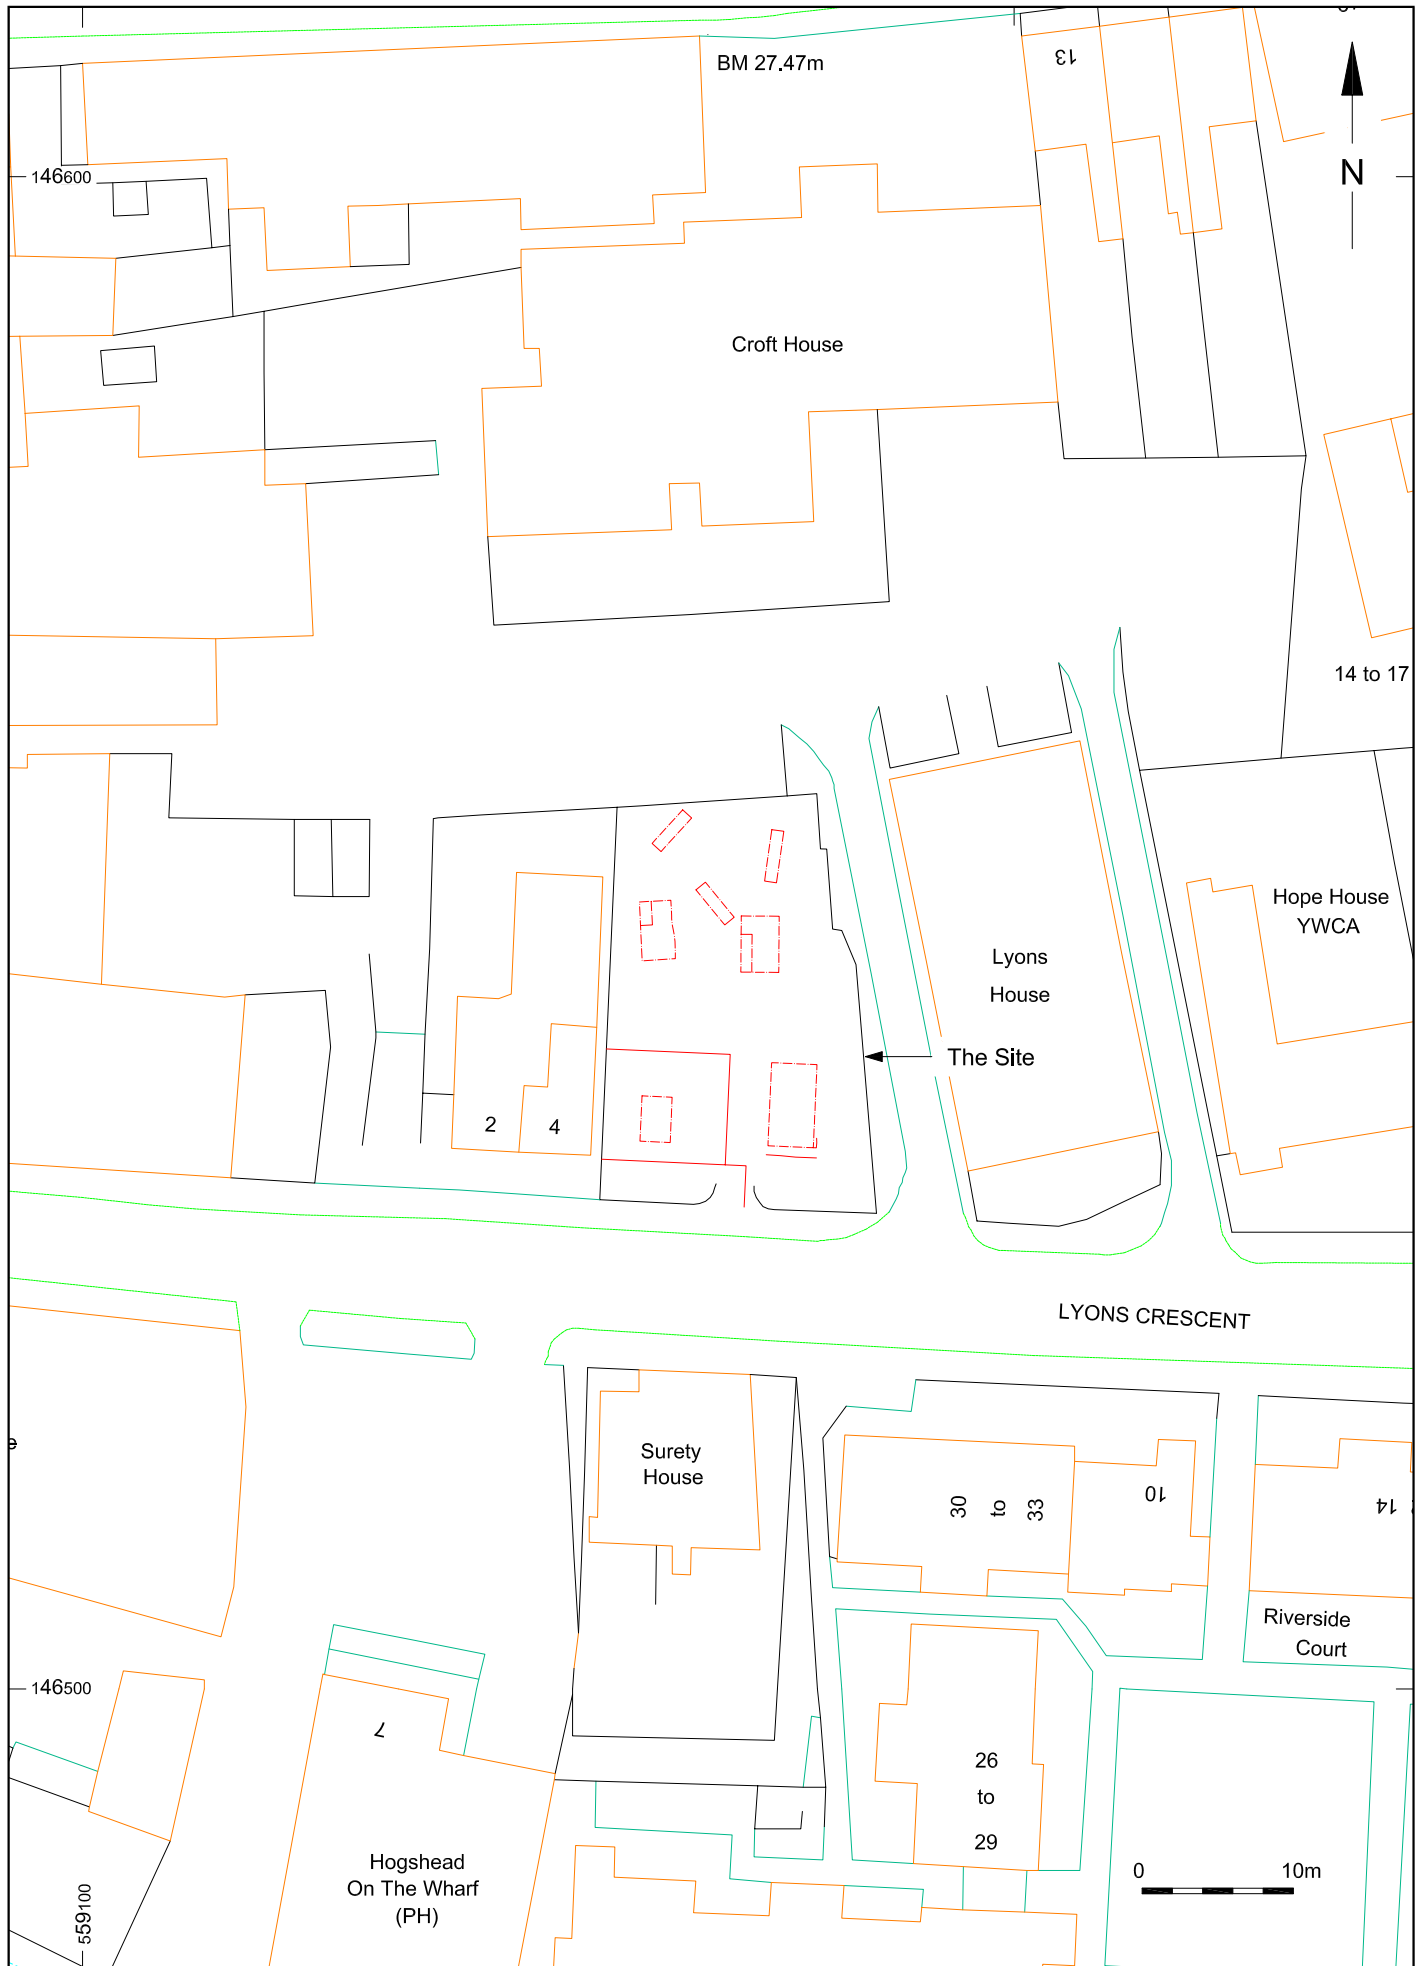 BM 27.47m
13
146600
N
Croft House
14 to 17
Hope House
YWCA
Lyons
House
The Site
2
4
LYONS CRESCENT
Surety
House
30
to
33
10
14
Riverside
Court
146500
7
26
to
29
Hogshead
On The Wharf
(PH)
0 10m
559100